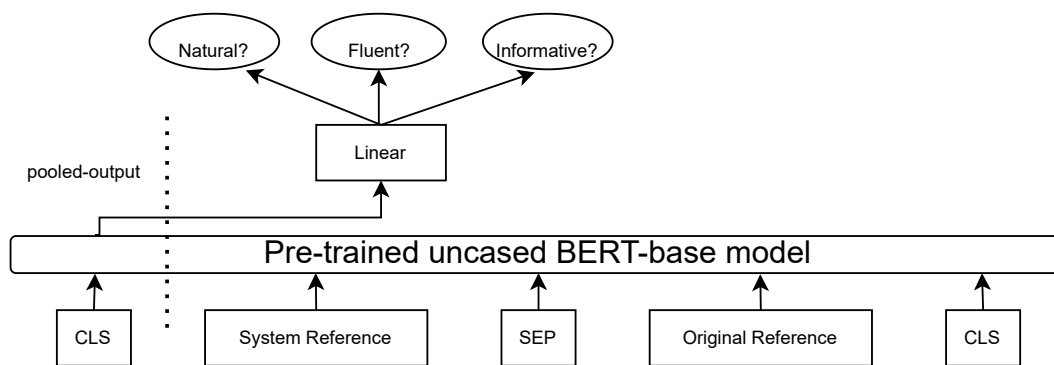 Natural?
Fluent?
Informative?
Linear
pooled-output
Pre-trained uncased BERT-base model
CLS
System Reference
SEP
Original Reference
CLS